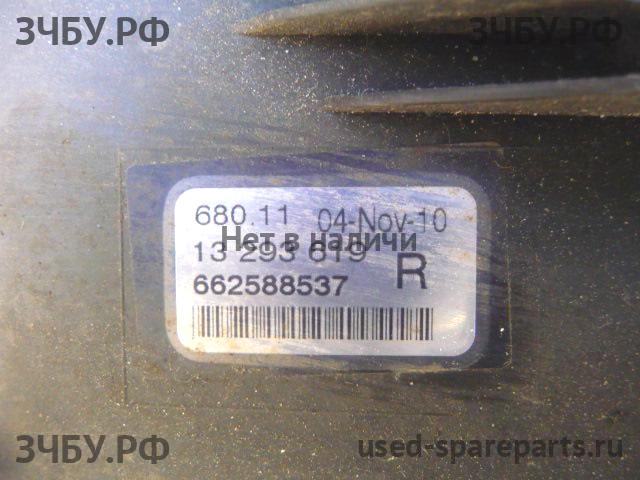 ЗЧБУ.РФ ЗЧБУ.РФ
680.11 04-Nov-10
Нет в наличи
13 293 619
R
662588537
ЗЧБУ.РФ used-spareparts.ru